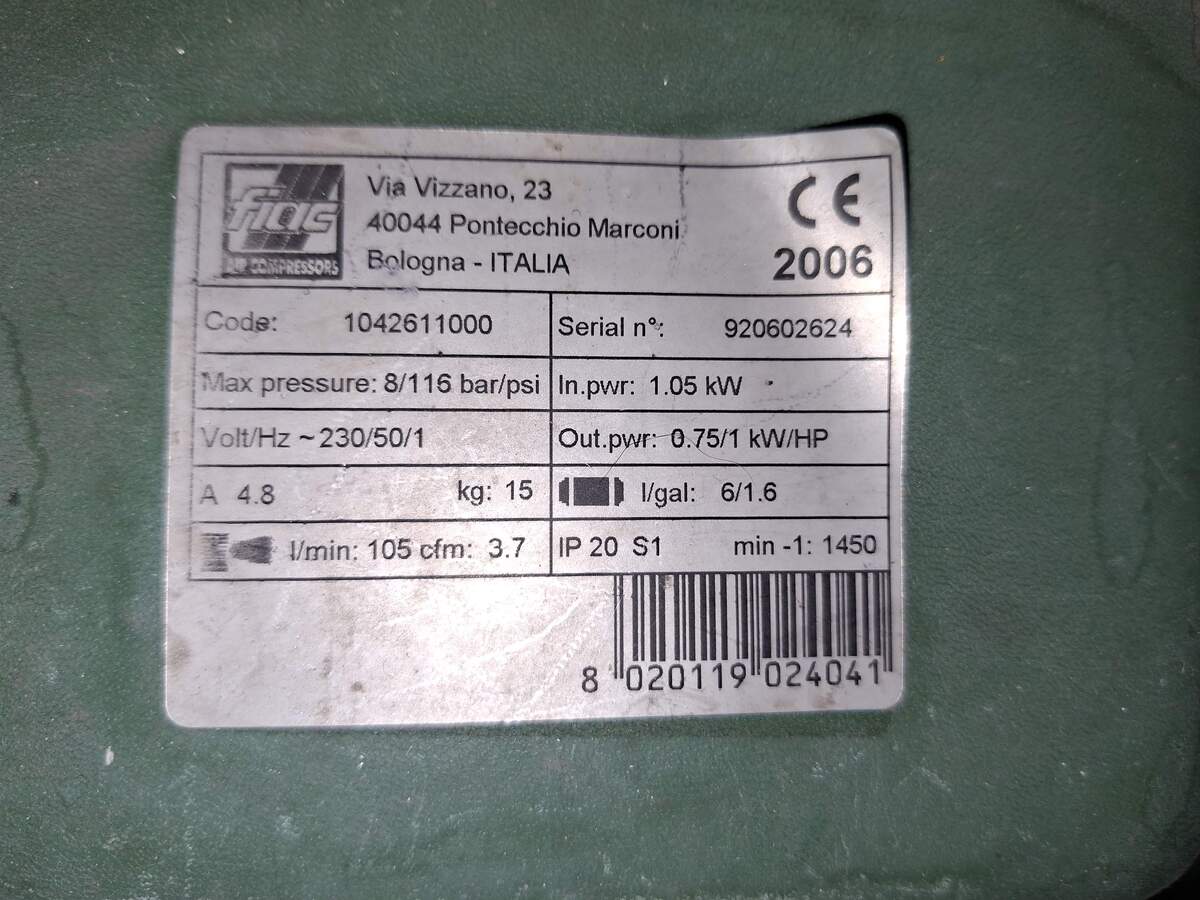 fiac
AIR COMPRESSORS
Via Vizzano, 23
40044 Pontecchio Marconi
Bologna - ITALIA
CE
2006
Code: 1042611000
Serial n°: 920602624
Max pressure: 8/116 bar/psi
In.pwr: 1.05 kW
Volt/Hz ~ 230/50/1
Out.pwr: 0.75/1 kW/HP
A 4.8 kg: 15
l/gal: 6/1.6
l/min: 105 cfm: 3.7
IP 20 S1 min -1: 1450
8 020119 024041